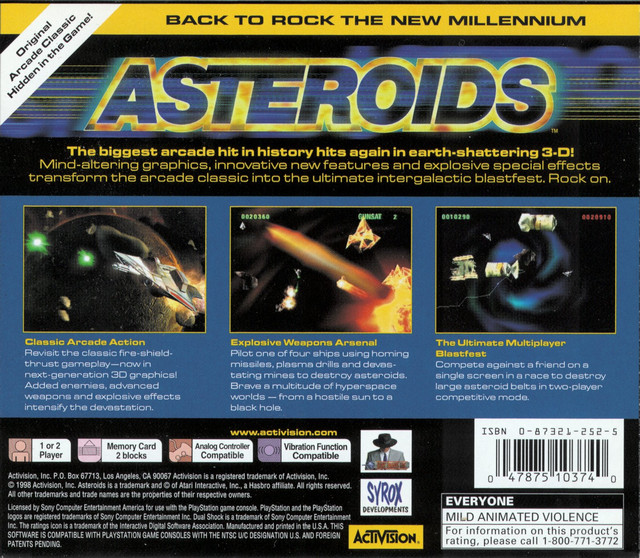 Original
Arcade Classic
Hidden in the Game!
BACK TO ROCK THE NEW MILLENNIUM
ASTEROIDS™
The biggest arcade hit in history hits again in earth-shattering 3-D!
Mind-altering graphics, innovative new features and explosive special effects
transform the arcade classic into the ultimate intergalactic blastfest. Rock on.
0020360 GUNSAT 2
0010290 0020910
Classic Arcade Action
Revisit the classic fire-shield-
thrust gameplay—now in
next-generation 3D graphics!
Added enemies, advanced
weapons and explosive effects
intensify the devastation.
Explosive Weapons Arsenal
Pilot one of four ships using homing
missiles, plasma drills and devas-
tating mines to destroy asteroids.
Brave a multitude of hyperspace
worlds — from a hostile sun to a
black hole.
The Ultimate Multiplayer
Blastfest
Compete against a friend on a
single screen in a race to destroy
large asteroid belts in two-player
competitive mode.
www.activision.com
1 or 2
Player
Memory Card
2 blocks
Analog Controller
Compatible
Vibration Function
Compatible
Activision, Inc. P.O. Box 67713, Los Angeles, CA 90067 Activision is a registered trademark of Activision, Inc.
© 1998 Activision, Inc. Asteroids is a trademark and © of Atari Interactive, Inc., a Hasbro affiliate. All rights reserved.
All other trademarks and trade names are the properties of their respective owners.
Licensed by Sony Computer Entertainment America for use with the PlayStation game console. PlayStation and the PlayStation
logos are registered trademarks of Sony Computer Entertainment Inc. Dual Shock is a trademark of Sony Computer Entertainment
Inc. The ratings icon is a trademark of the Interactive Digital Software Association. Manufactured and printed in the U.S.A. THIS
SOFTWARE IS COMPATIBLE WITH PLAYSTATION GAME CONSOLES WITH THE NTSC U/C DESIGNATION U.S. AND FOREIGN
PATENTS PENDING.
SYROX
DEVELOPMENTS
ACTIVISION.
ISBN 0-87321-252-5
0 47875 10374 0
EVERYONE
MILD ANIMATED VIOLENCE
For information on this product's
rating, please call 1-800-771-3772